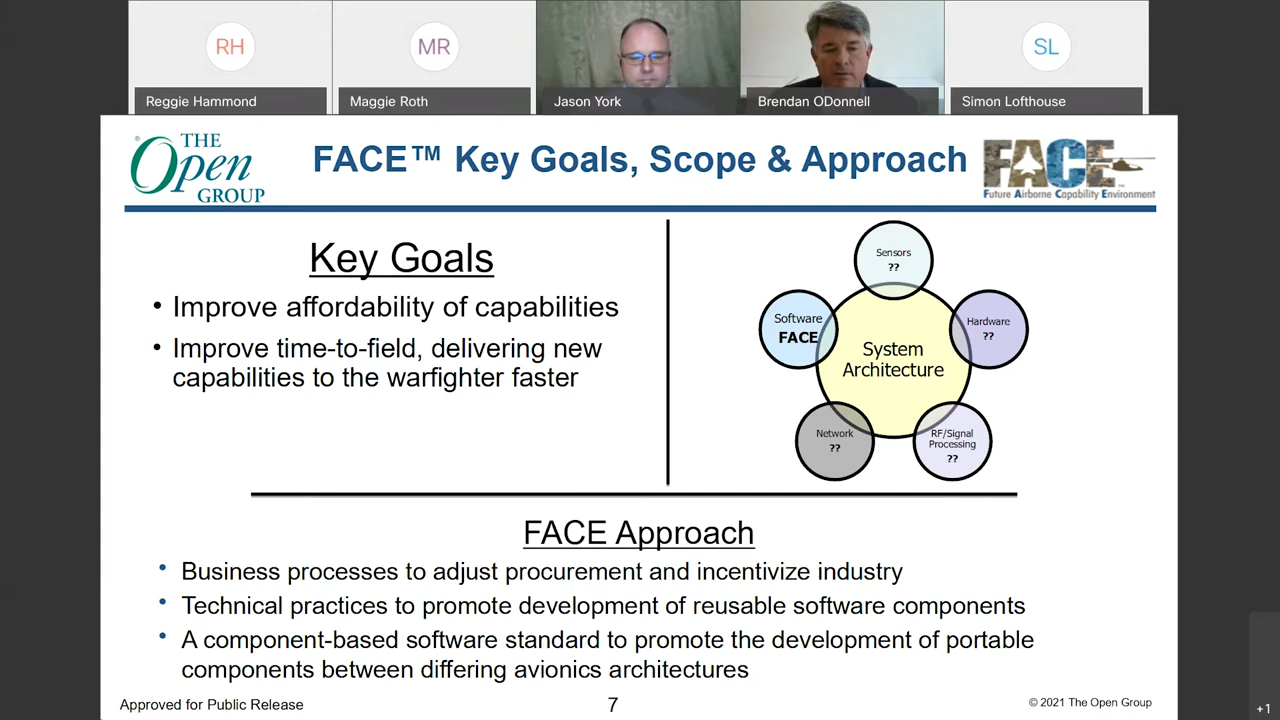 RH
MR
SL
Reggie Hammond
Maggie Roth
Jason York
Brendan ODonnell
Simon Lofthouse
® THE
Open
GROUP
FACE™ Key Goals, Scope & Approach
FACE™
Future Airborne Capability Environment
Key Goals
• Improve affordability of capabilities
• Improve time-to-field, delivering new
capabilities to the warfighter faster
Sensors
??
Software
FACE
Hardware
??
System
Architecture
Network
??
RF/Signal
Processing
??
FACE Approach
• Business processes to adjust procurement and incentivize industry
• Technical practices to promote development of reusable software components
• A component-based software standard to promote the development of portable
components between differing avionics architectures
Approved for Public Release
7
© 2021 The Open Group
+1